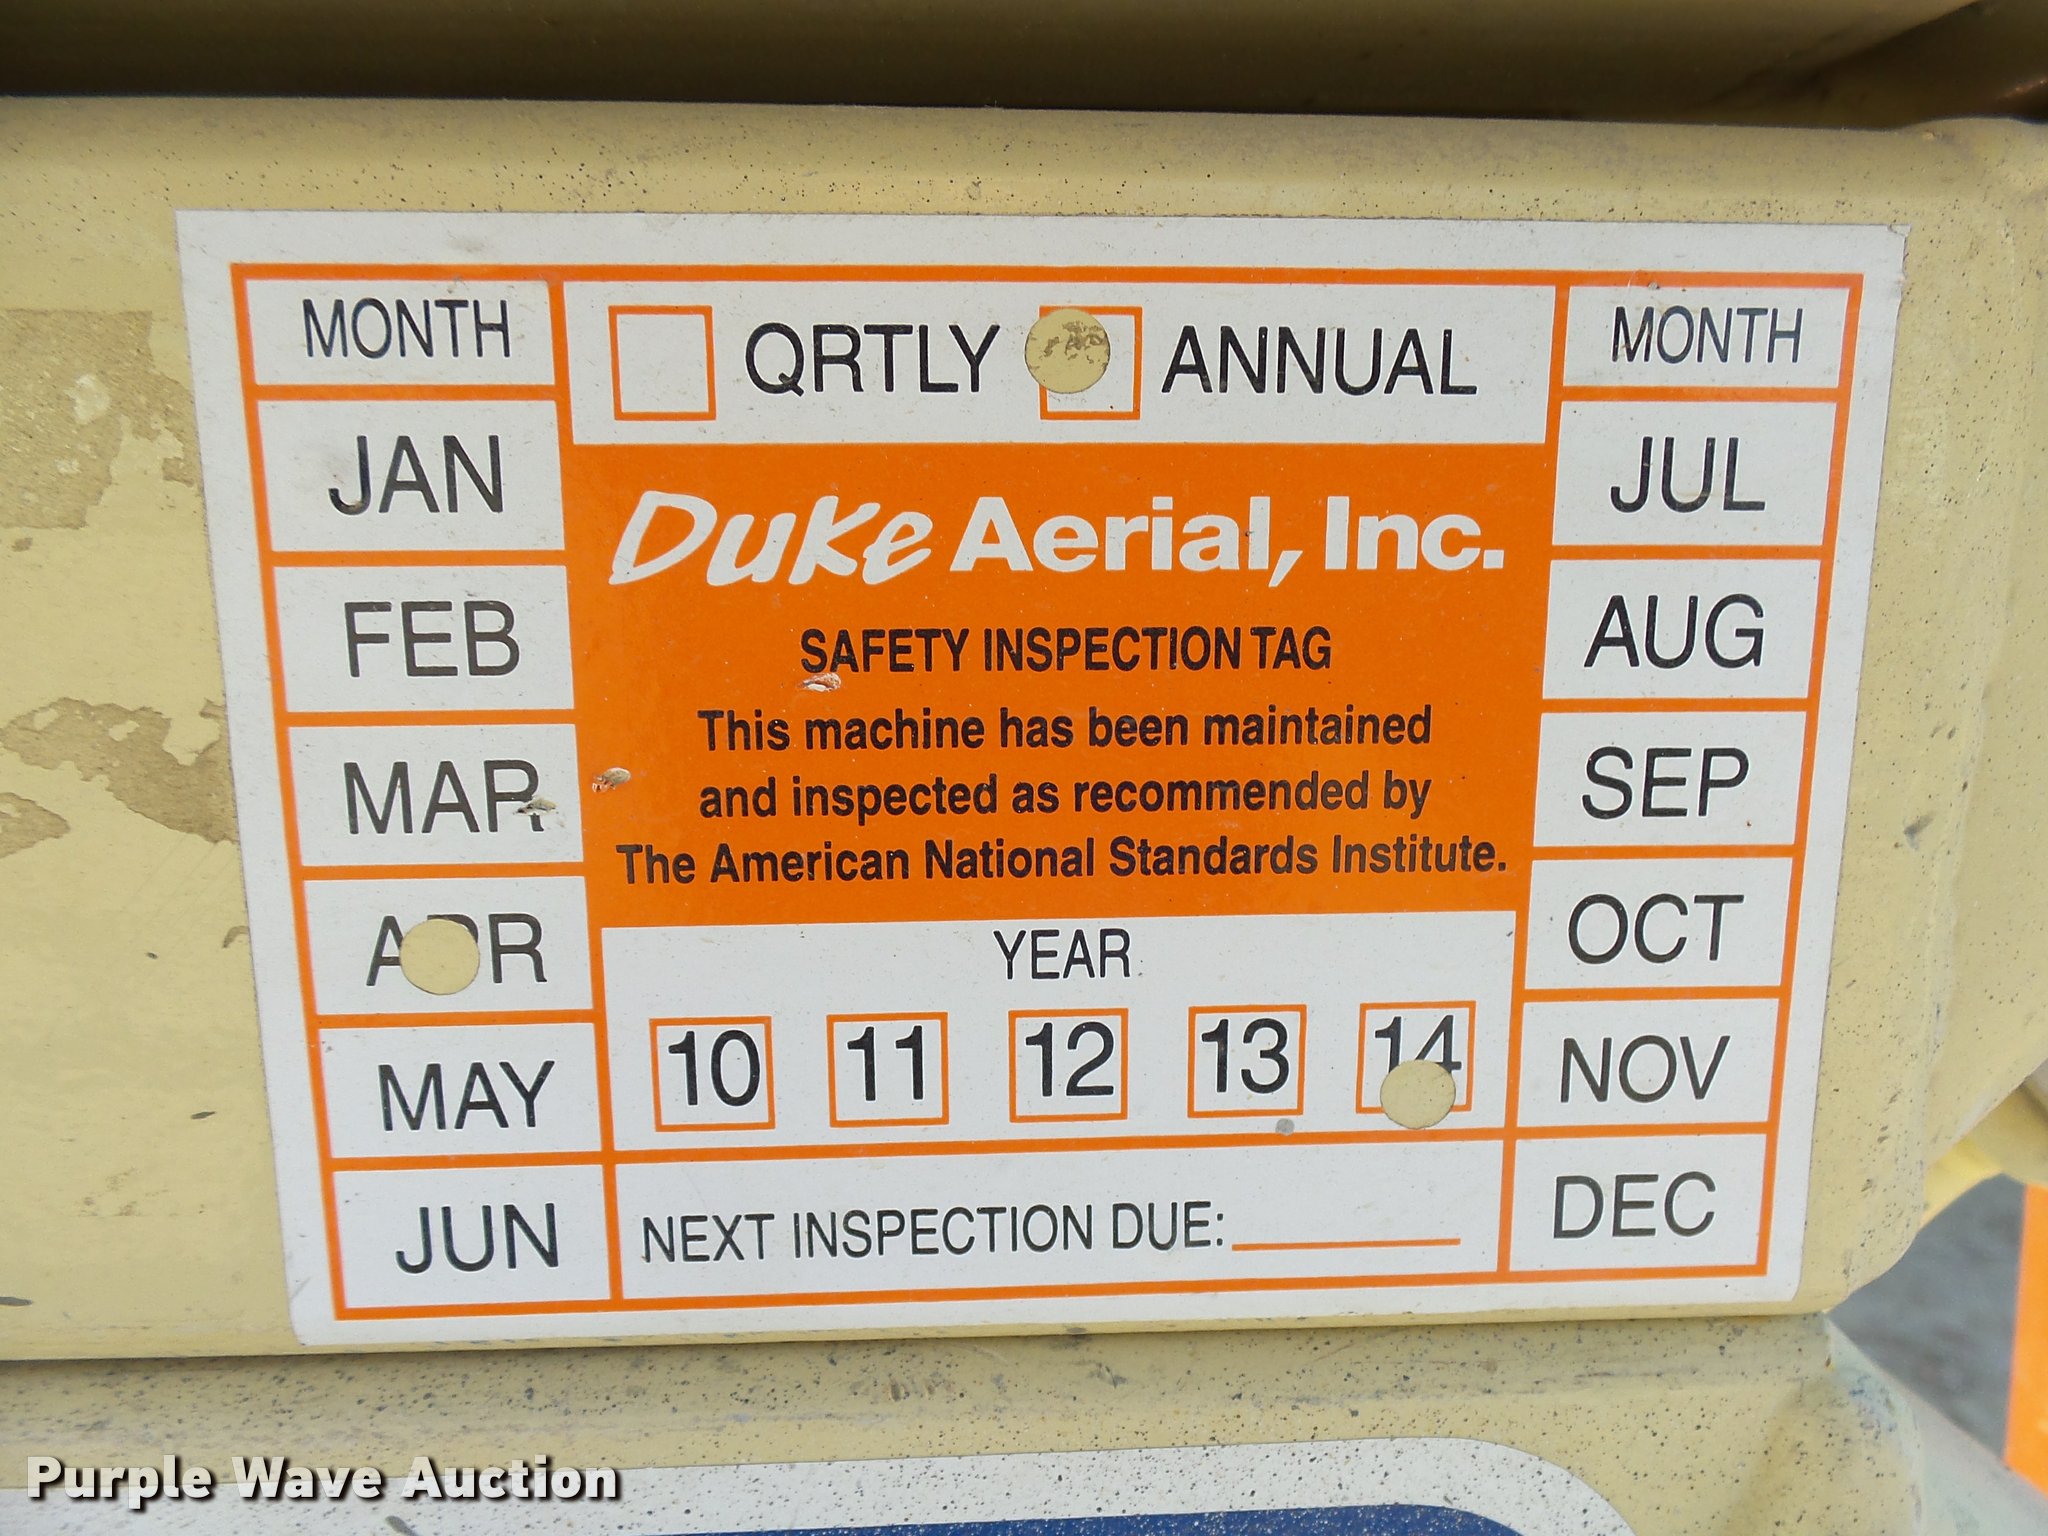 MONTH
JAN
FEB
MAR
APR
MAY
JUN
QRTLY ANNUAL
Duke Aerial, Inc.
SAFETY INSPECTION TAG
This machine has been maintained
and inspected as recommended by
The American National Standards Institute.
YEAR
10 11 12 13 14
NEXT INSPECTION DUE:
MONTH
JUL
AUG
SEP
OCT
NOV
DEC
Purple Wave Auction